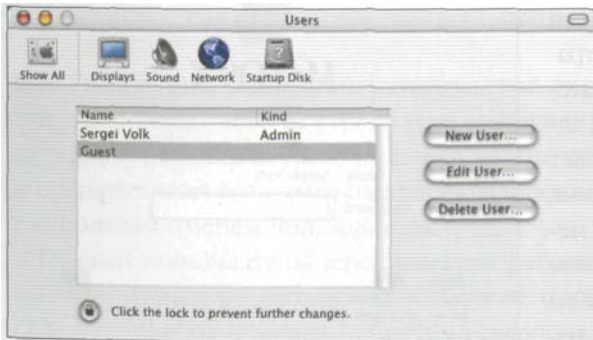 Users
Show All
Displays Sound Network Startup Disk
Name Kind
Sergei Volk Admin
Guest
New User...
Edit User...
Delete User...
Click the lock to prevent further changes.